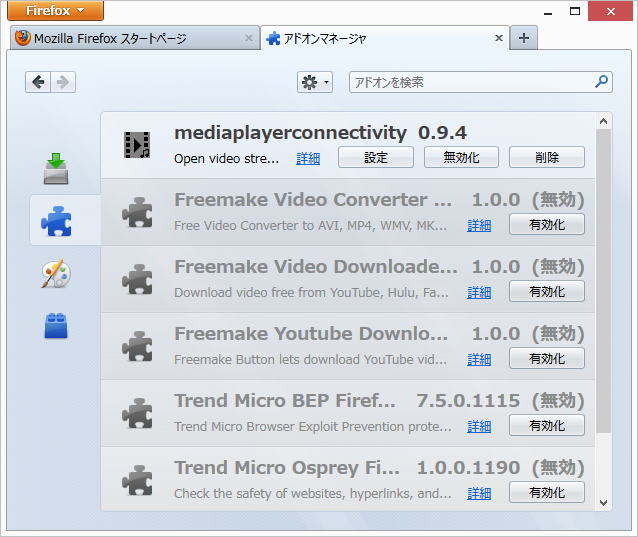 Firefox
Mozilla Firefox スタートページ
アドオンマネージャ
アドオンを検索
mediaplayerconnectivity 0.9.4
Open video stre... 詳細 設定 無効化 削除
Freemake Video Converter ... 1.0.0 (無効)
Free Video Converter to AVI, MP4, WMV, MK... 詳細 有効化
Freemake Video Downloade... 1.0.0 (無効)
Download video free from YouTube, Hulu, Fa... 詳細 有効化
Freemake Youtube Downlo... 1.0.0 (無効)
Freemake Button lets download YouTube vid... 詳細 有効化
Trend Micro BEP Firef... 7.5.0.1115 (無効)
Trend Micro Browser Exploit Prevention prote... 詳細 有効化
Trend Micro Osprey Fi... 1.0.0.1190 (無効)
Check the safety of websites, hyperlinks, and... 詳細 有効化